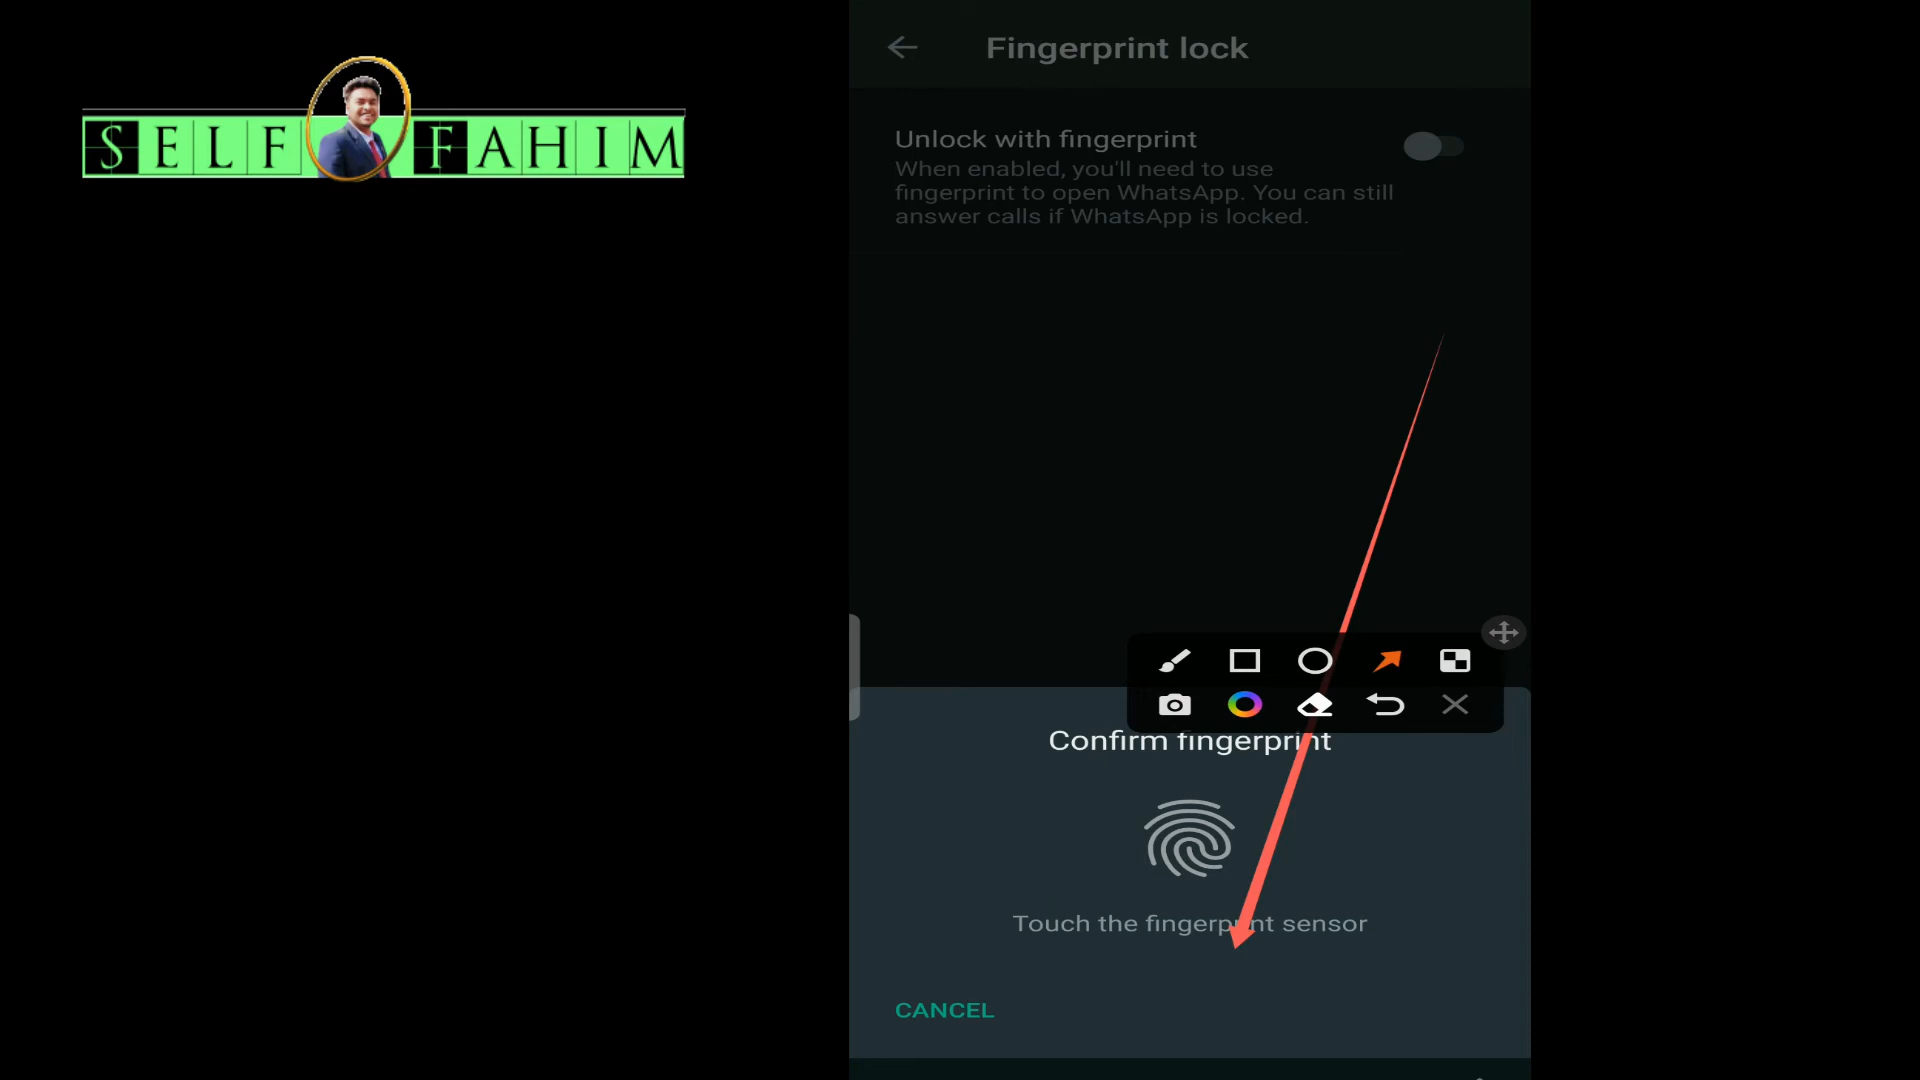 SELF FAHIM
Fingerprint lock
Unlock with fingerprint
When enabled, you'll need to use
fingerprint to open WhatsApp. You can still
answer calls if WhatsApp is locked.
Confirm fingerprint
Touch the fingerprint sensor
CANCEL